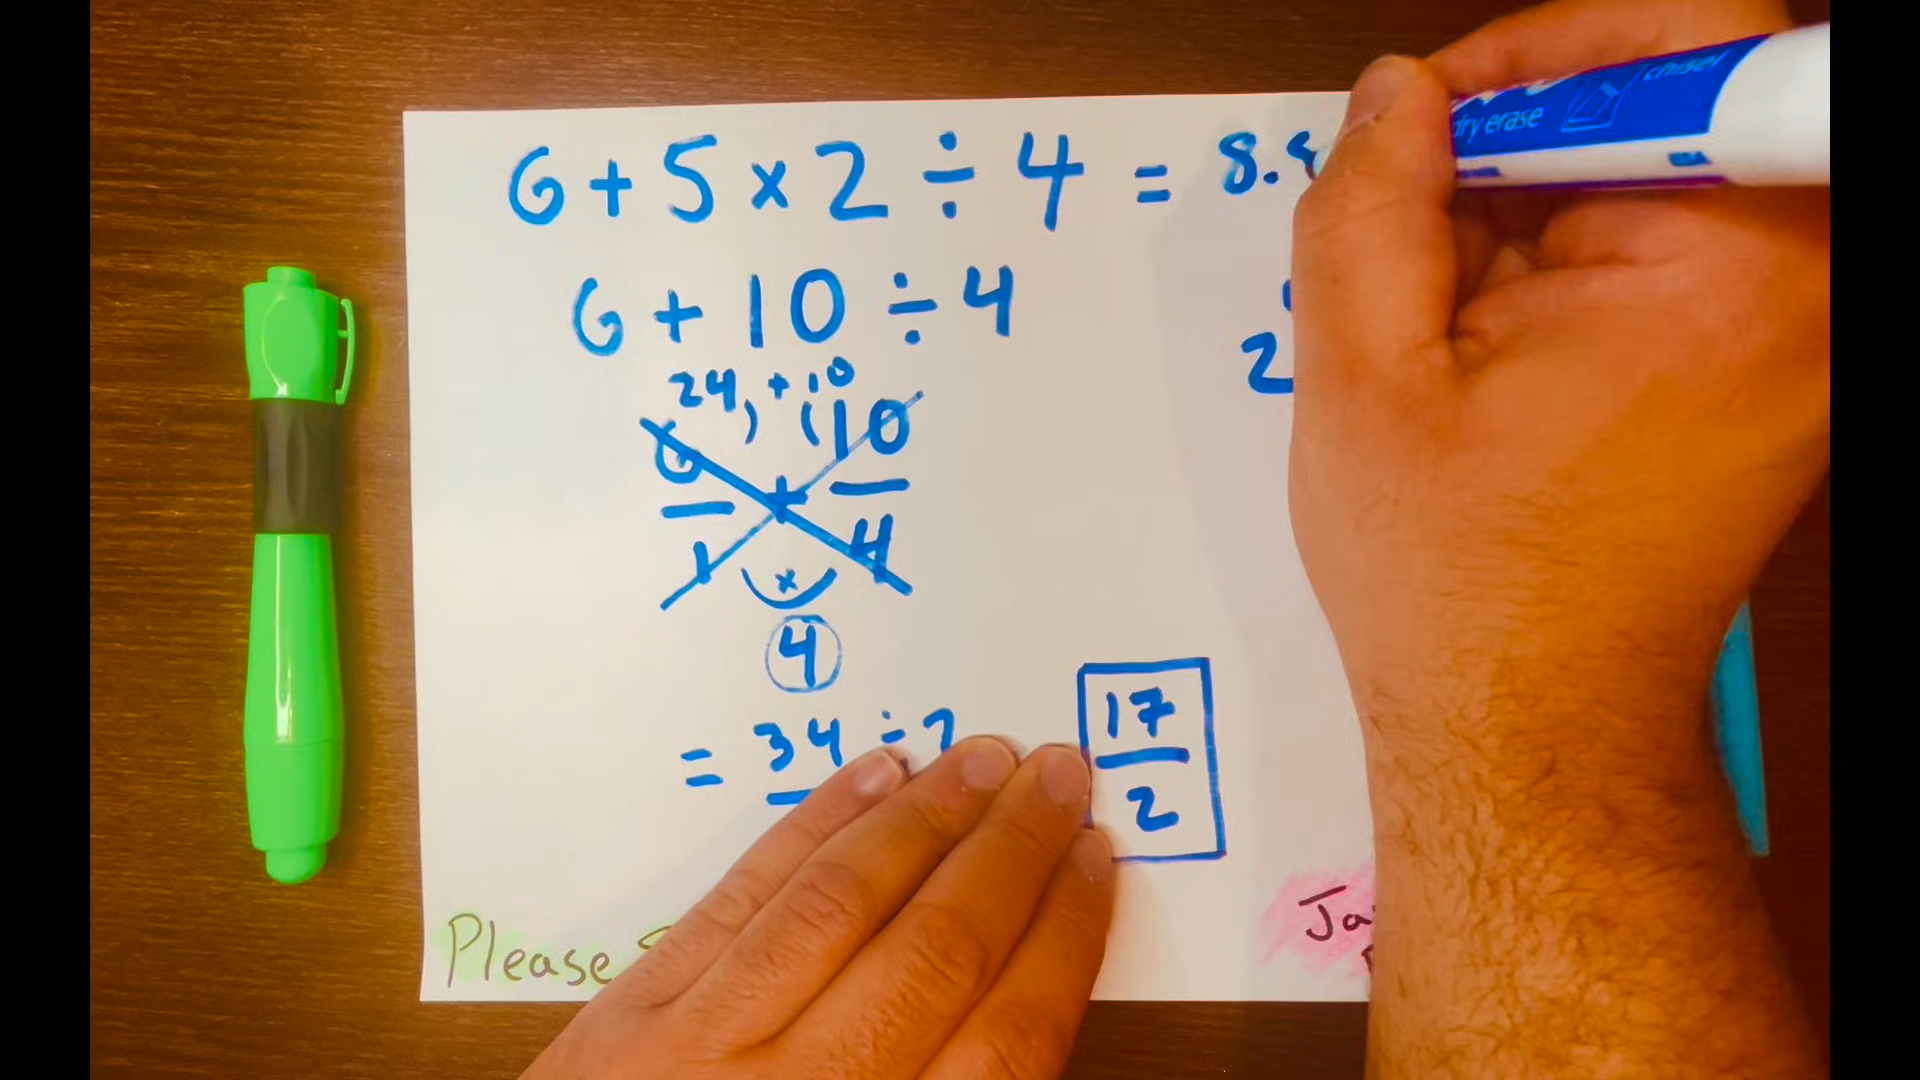 6 + 5 x 2 ÷ 4 = 8.
chisel
dry erase
6 + 10 ÷ 4
24, + 10
) (
6 + 10
1 4
x
4
2
= 34 ÷ 2
17
2
Please
Ja